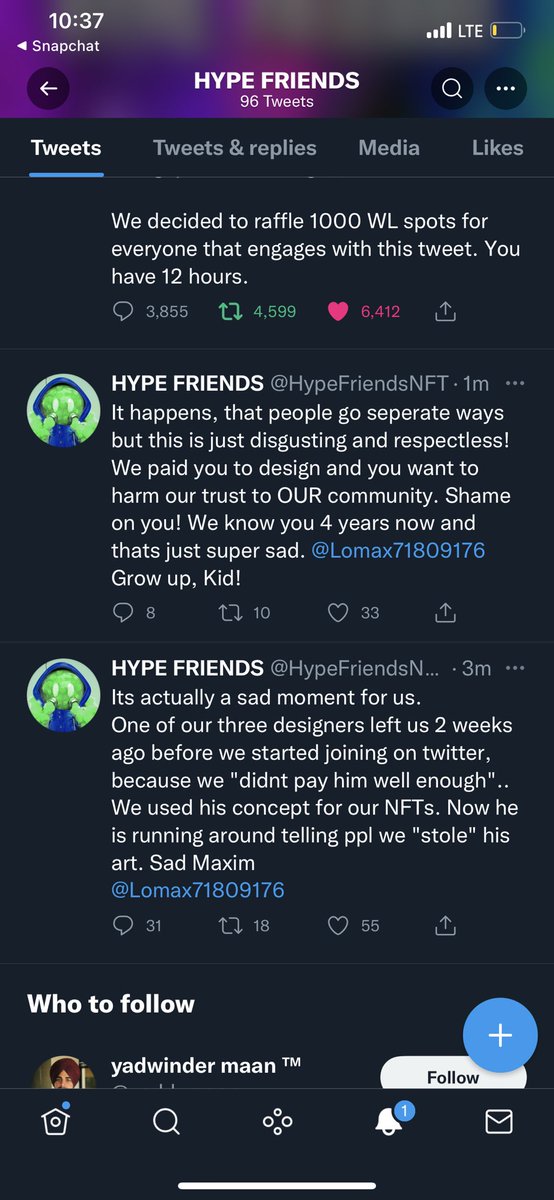 10:37
LTE
◀ Snapchat
HYPE FRIENDS
96 Tweets
Tweets
Tweets & replies
Media
Likes
We decided to raffle 1000 WL spots for
everyone that engages with this tweet. You
have 12 hours.
3,855
4,599
6,412
HYPE FRIENDS @HypeFriendsNFT · 1m
It happens, that people go seperate ways
but this is just disgusting and respectless!
We paid you to design and you want to
harm our trust to OUR community. Shame
on you! We know you 4 years now and
thats just super sad. @Lomax71809176
Grow up, Kid!
8
10
33
HYPE FRIENDS @HypeFriendsN... · 3m
Its actually a sad moment for us.
One of our three designers left us 2 weeks
ago before we started joining on twitter,
because we "didnt pay him well enough"..
We used his concept for our NFTs. Now he
is running around telling ppl we "stole" his
art. Sad Maxim
@Lomax71809176
31
18
55
Who to follow
yadwinder maan ™
Follow
1